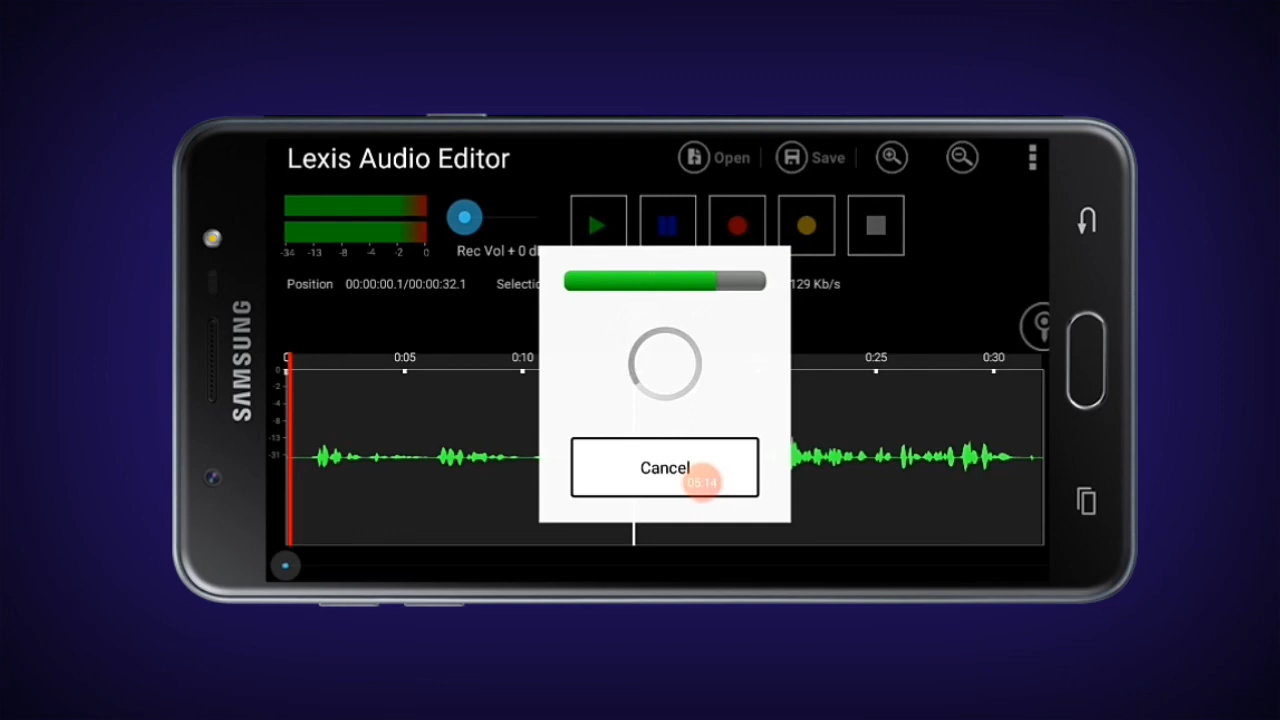 Lexis Audio Editor
Open
Save
-34 -13 -8 -4 -2 0
Rec Vol + 0
Position 00:00:00.1/00:00:32.1
129 Kb/s
0:05 0:10 0:25 0:30
0
-2
-4
-8
-13
-31
Cancel
05:14
SAMSUNG